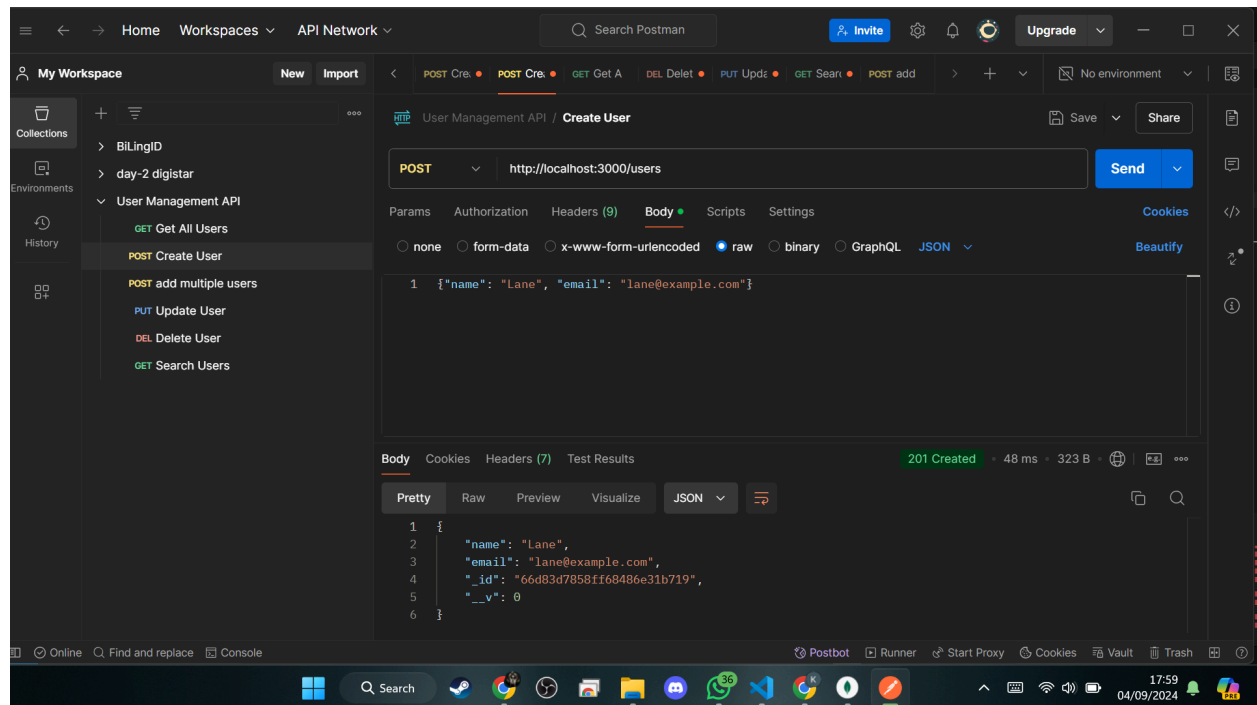 Home Workspaces API Network Search Postman Invite Upgrade
My Workspace New Import POST Cre POST Cre GET Get A DEL Delet PUT Upda GET Searc POST add No environment
Collections
Environments
History
BiLingID
day-2 digistar
User Management API
GET Get All Users
POST Create User
POST add multiple users
PUT Update User
DEL Delete User
GET Search Users
HTTP User Management API / Create User Save Share
POST http://localhost:3000/users Send
Params Authorization Headers (9) Body Scripts Settings Cookies
none form-data x-www-form-urlencoded raw binary GraphQL JSON Beautify
1 {"name": "Lane", "email": "lane@example.com"}
Body Cookies Headers (7) Test Results 201 Created 48 ms 323 B e.g.
Pretty Raw Preview Visualize JSON
1 {
2 "name": "Lane",
3 "email": "lane@example.com",
4 "_id": "66d83d7858ff68486e31b719",
5 "__v": 0
6 }
Online Find and replace Console Postbot Runner Start Proxy Cookies Vault Trash
Search 36 K 17:59
04/09/2024 PRE